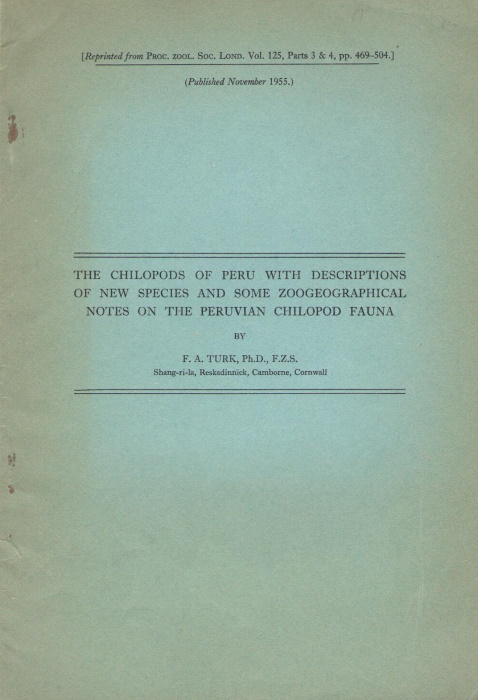 [Reprinted from PROC. ZOOL. SOC. LOND. Vol. 125, Parts 3 & 4, pp. 469–504.]
(Published November 1955.)
THE CHILOPODS OF PERU WITH DESCRIPTIONS
OF NEW SPECIES AND SOME ZOOGEOGRAPHICAL
NOTES ON THE PERUVIAN CHILOPOD FAUNA
BY
F. A. TURK, Ph.D., F.Z.S.
Shang-ri-la, Reskadinnick, Camborne, Cornwall